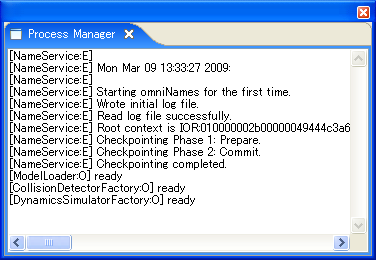 Process Manager
[NameService:E]
[NameService:E] Mon Mar 09 13:33:27 2009:
[NameService:E]
[NameService:E] Starting omniNames for the first time.
[NameService:E] Wrote initial log file.
[NameService:E] Read log file successfully.
[NameService:E] Root context is IOR:010000002b00000049444c3a6
[NameService:E] Checkpointing Phase 1: Prepare.
[NameService:E] Checkpointing Phase 2: Commit.
[NameService:E] Checkpointing completed.
[ModelLoader:O] ready
[CollisionDetectorFactory:O] ready
[DynamicsSimulatorFactory:O] ready